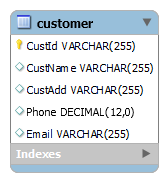 customer
CustId VARCHAR(255)
CustName VARCHAR(255)
CustAdd VARCHAR(255)
Phone DECIMAL(12,0)
Email VARCHAR(255)
Indexes